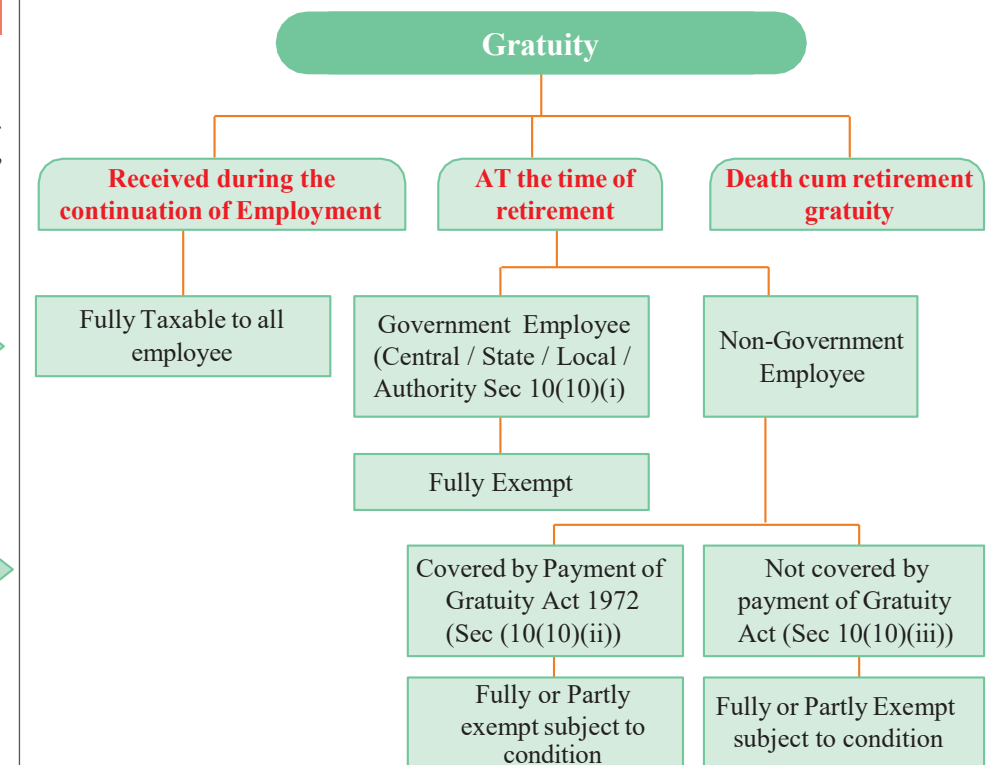 Gratuity
Received during the
continuation of Employment
AT the time of
retirement
Death cum retirement
gratuity
Fully Taxable to all
employee
Government Employee
(Central / State / Local /
Authority Sec 10(10)(i)
Non-Government
Employee
Fully Exempt
Covered by Payment of
Gratuity Act 1972
(Sec (10(10)(ii))
Not covered by
payment of Gratuity
Act (Sec 10(10)(iii))
Fully or Partly
exempt subject to
condition
Fully or Partly Exempt
subject to condition